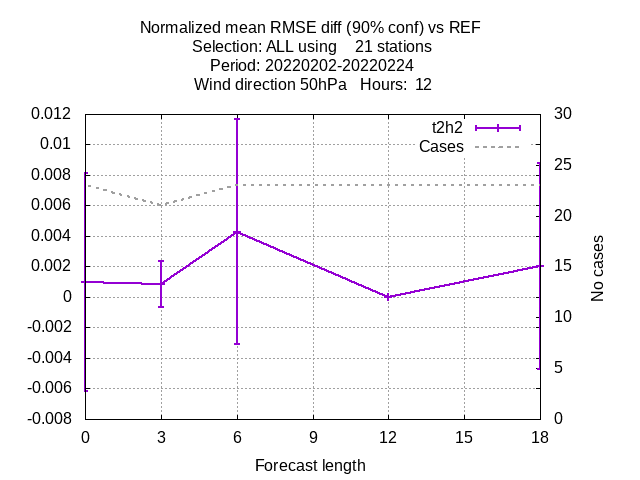 Normalized mean RMSE diff (90% conf) vs REF
Selection: ALL using    21 stations
Period: 20220202-20220224
Wind direction 50hPa   Hours:  12
t2h2
Cases
0.012
0.01
0.008
0.006
0.004
0.002
0
-0.002
-0.004
-0.006
-0.008
30
25
20
15
10
5
0
No cases
0 3 6 9 12 15 18
Forecast length